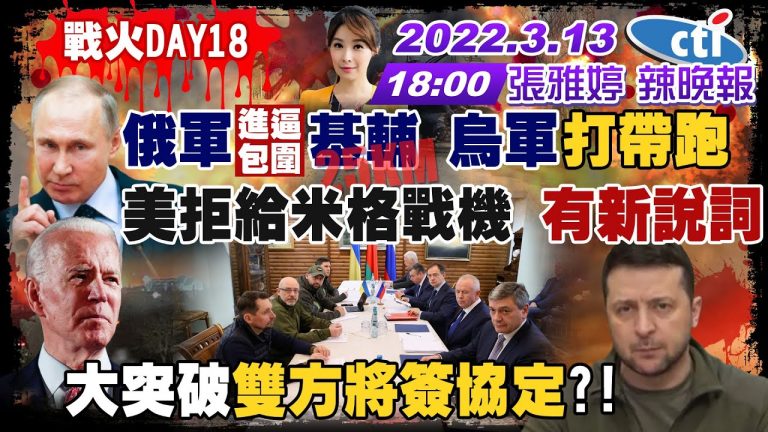 戰火DAY18
2022.3.13
cti
18:00 張雅婷 辣晚報
俄軍進逼包圍基輔 烏軍打帶跑
25KM
美拒給米格戰機 有新說詞
大突破雙方將簽協定?!